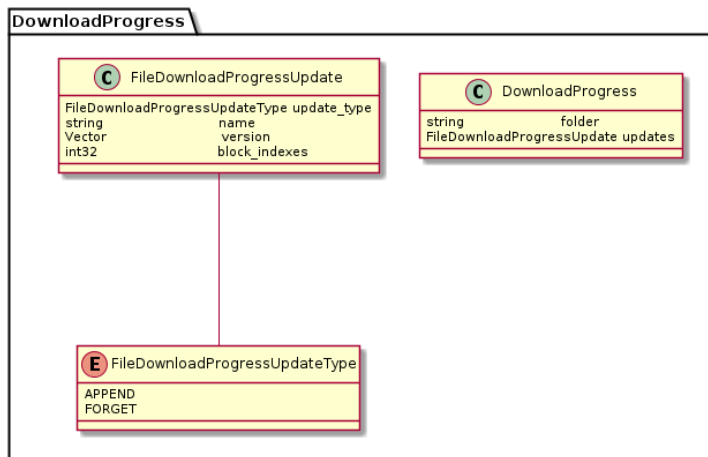 DownloadProgress
C FileDownloadProgressUpdate
FileDownloadProgressUpdateType update_type
string name
Vector version
int32 block_indexes
C DownloadProgress
string folder
FileDownloadProgressUpdate updates
E FileDownloadProgressUpdateType
APPEND
FORGET